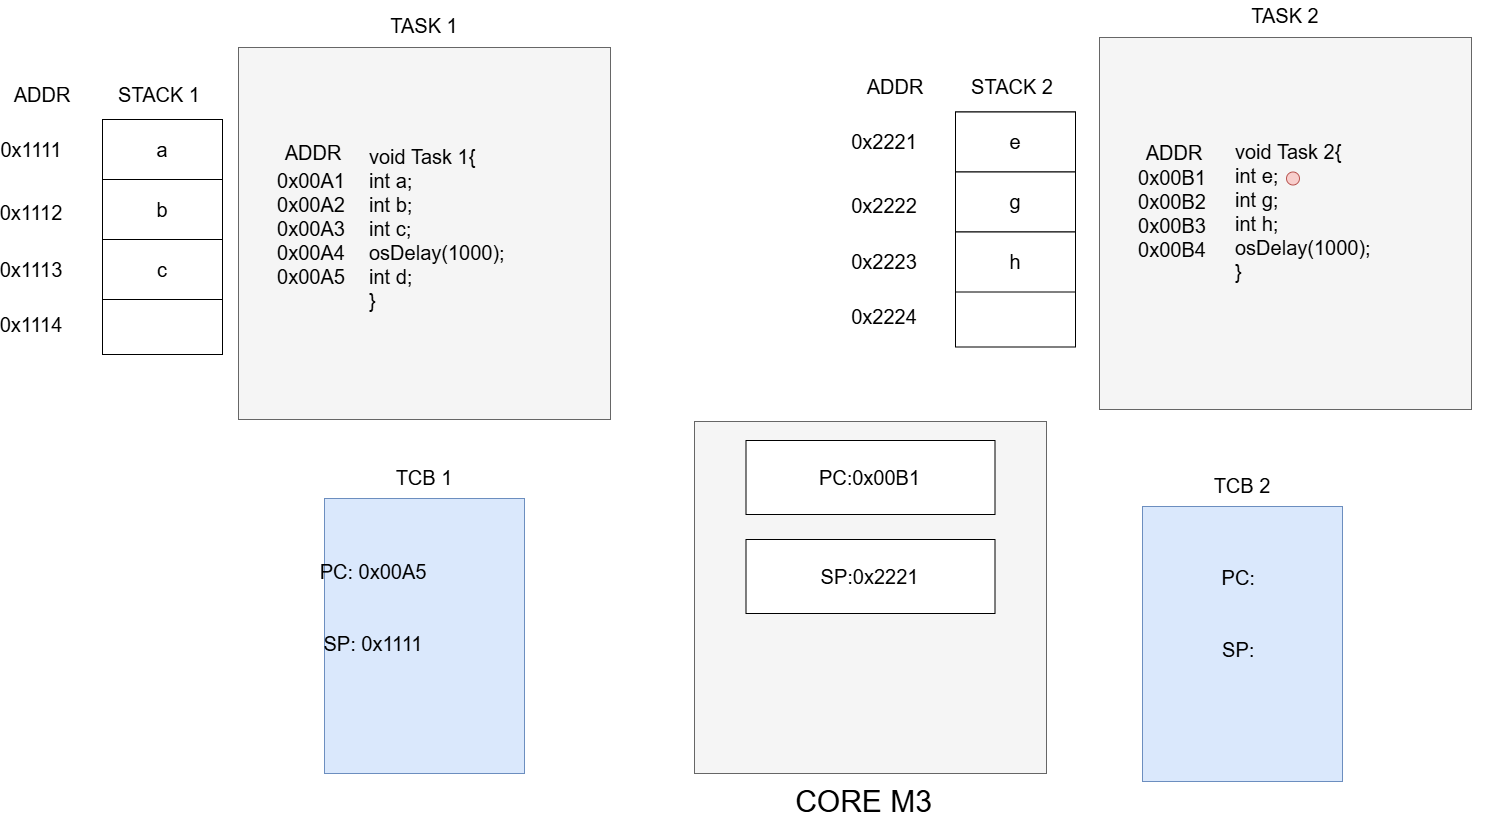 TASK 1
ADDR
STACK 1
0x1111
a
0x1112
b
0x1113
c
0x1114
ADDR
void Task 1{
0x00A1
int a;
0x00A2
int b;
0x00A3
int c;
0x00A4
osDelay(1000);
0x00A5
int d;
}
TASK 2
ADDR
STACK 2
0x2221
e
0x2222
g
0x2223
h
0x2224
ADDR
void Task 2{
0x00B1
int e;
0x00B2
int g;
0x00B3
int h;
0x00B4
osDelay(1000);
}
TCB 1
PC: 0x00A5
SP: 0x1111
PC:0x00B1
SP:0x2221
CORE M3
TCB 2
PC:
SP: